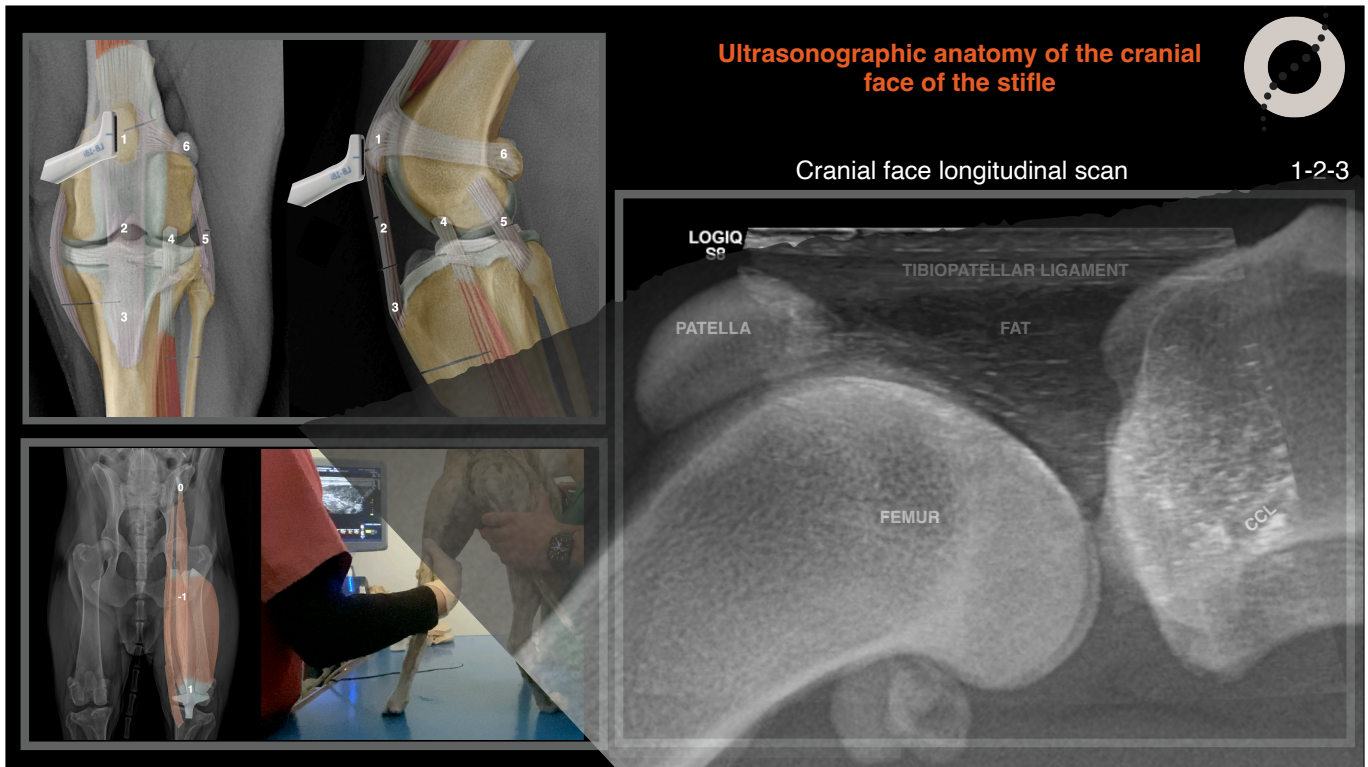 Ultrasonographic anatomy of the cranial
face of the stifle
Cranial face longitudinal scan
1-2-3
1
6
2
4
5
3
1
6
4
5
2
3
0
-1
1
LOGIQ
S8
TIBIOPATELLAR LIGAMENT
PATELLA
FAT
FEMUR
CCL